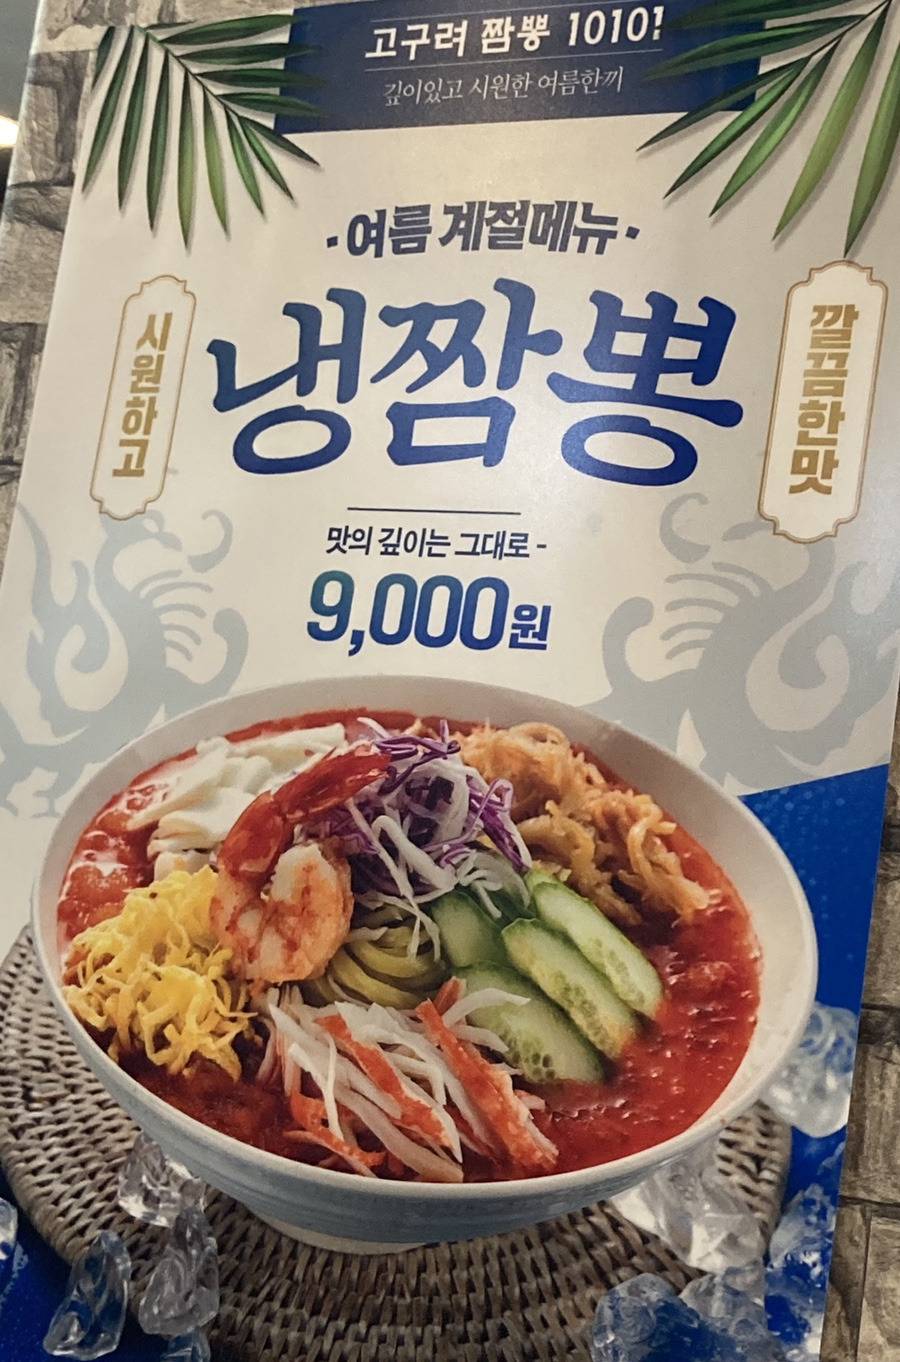 고구려 짬뽕 1010!
깊이있고 시원한 여름한끼
·여름 계절메뉴·
시원하고
냉짬뽕
깔끔한맛
맛의 깊이는 그대로 -
9,000원